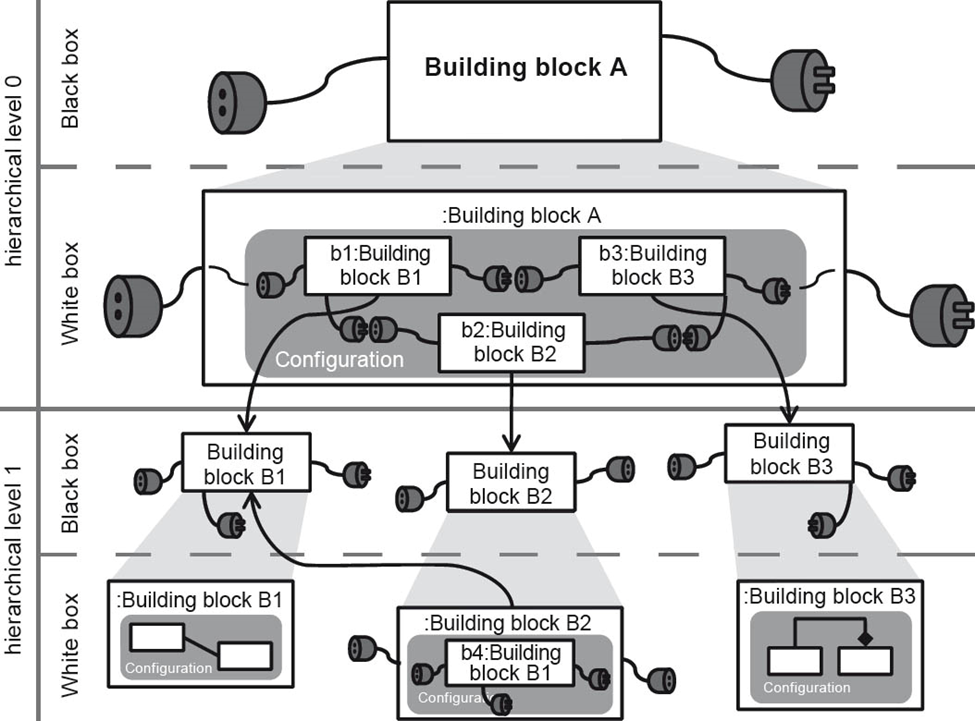 hierarchical level 0
Black box
Building block A
White box
:Building block A
b1:Building
block B1
b3:Building
block B3
b2:Building
block B2
Configuration
hierarchical level 1
Black box
Building
block B1
Building
block B2
Building
block B3
White box
:Building block B1
Configuration
:Building block B2
b4:Building
block B1
:Building block B3
Configuration